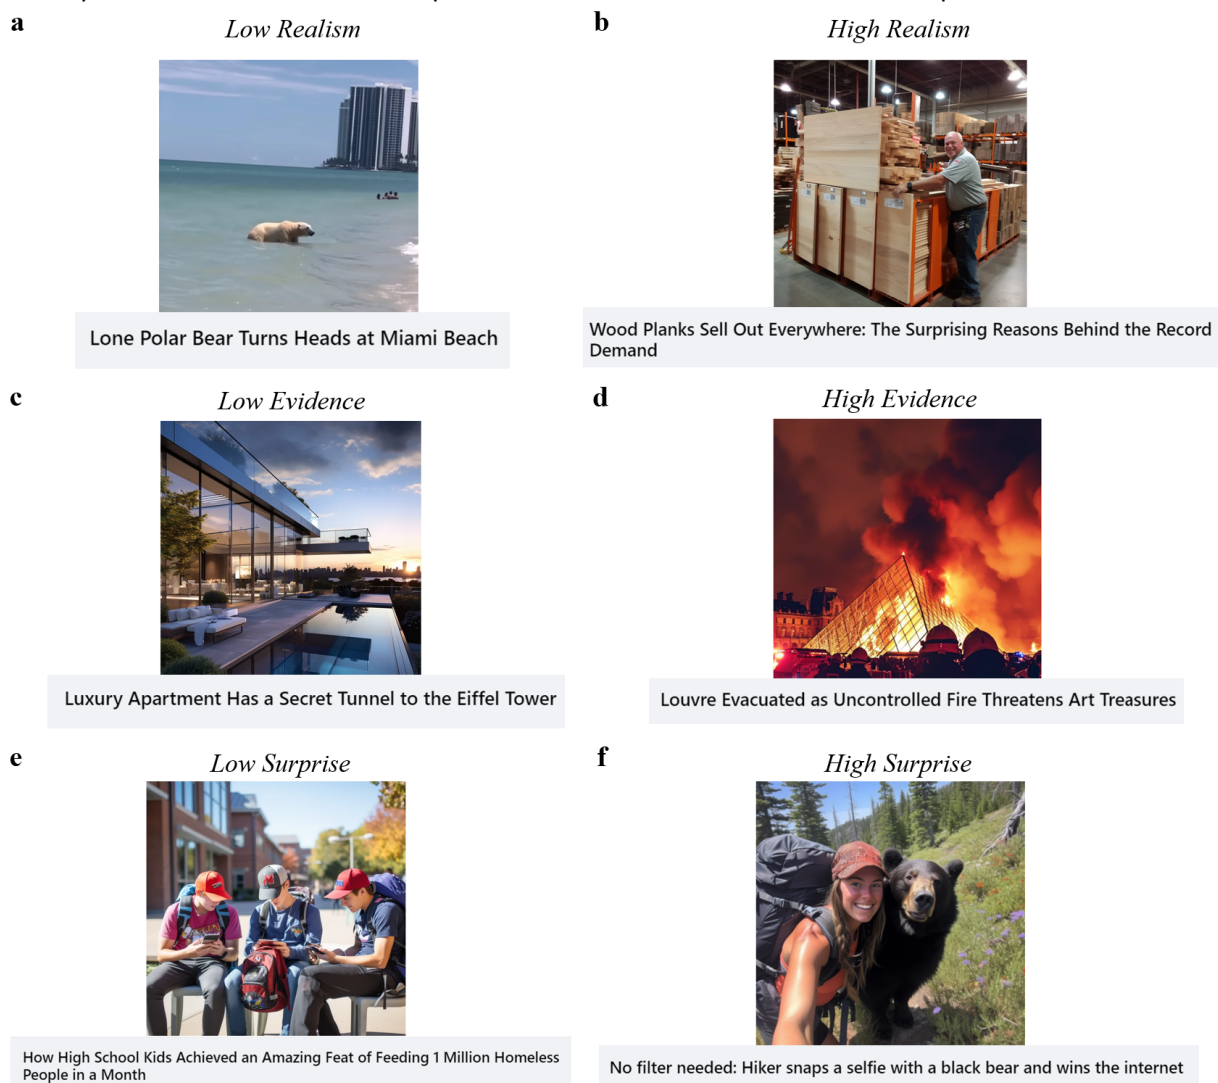 a
Low Realism
b
High Realism
Lone Polar Bear Turns Heads at Miami Beach
Wood Planks Sell Out Everywhere: The Surprising Reasons Behind the Record
Demand
c
Low Evidence
d
High Evidence
Luxury Apartment Has a Secret Tunnel to the Eiffel Tower
Louvre Evacuated as Uncontrolled Fire Threatens Art Treasures
e
Low Surprise
f
High Surprise
How High School Kids Achieved an Amazing Feat of Feeding 1 Million Homeless
People in a Month
No filter needed: Hiker snaps a selfie with a black bear and wins the internet